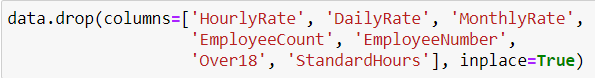 data.drop(columns=['HourlyRate', 'DailyRate', 'MonthlyRate',
'EmployeeCount', 'EmployeeNumber',
'Over18', 'StandardHours'], inplace=True)